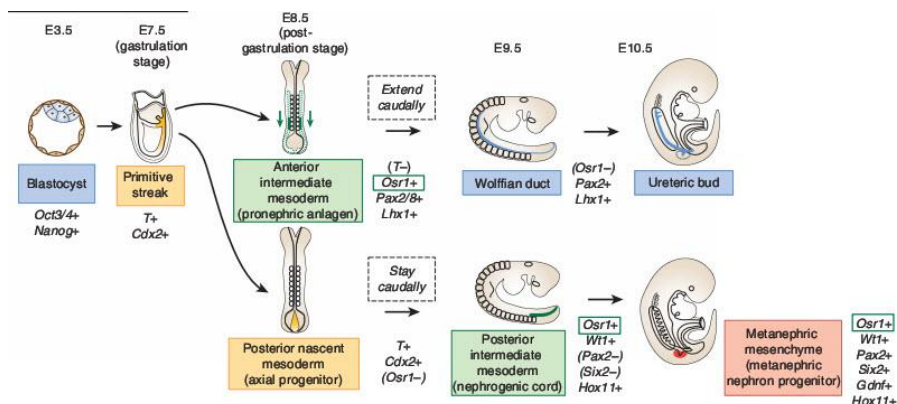 E3.5
E7.5
(gastrulation
stage)
E8.5
(post-
gastrulation
stage)
E9.5
E10.5
Extend
caudally
Blastocyst
Oct3/4+
Nanog+
Primitive
streak
T+
Cdx2+
Anterior
intermediate
mesoderm
(pronephric anlagen)
(T–)
Osr1+
Pax2/8+
Lhx1+
Wolffian duct
(Osr1–)
Pax2+
Lhx1+
Ureteric bud
Stay
caudally
Posterior nascent
mesoderm
(axial progenitor)
T+
Cdx2+
(Osr1–)
Posterior
intermediate
mesoderm
(nephrogenic cord)
Osr1+
Wt1+
(Pax2–)
(Six2–)
Hox11+
Metanephric
mesenchyme
(metanephric
nephron progenitor)
Osr1+
Wt1+
Pax2+
Six2+
Gdnf+
Hox11+